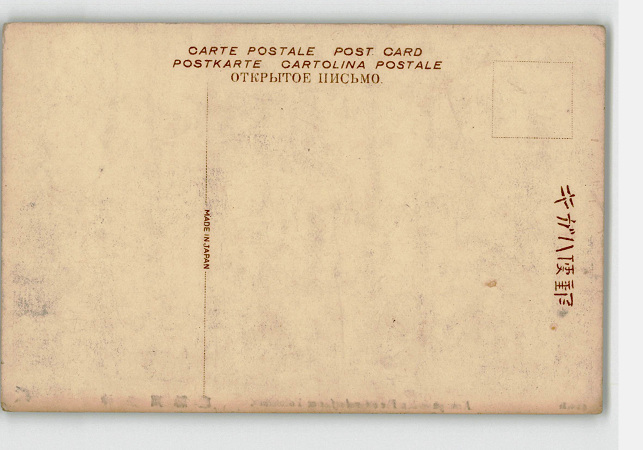 CARTE POSTALE POST CARD
POSTKARTE CARTOLINA POSTALE
ОТКРЫТОЕ ПИСЬМО.
MADE IN JAPAN
キガハ便郵